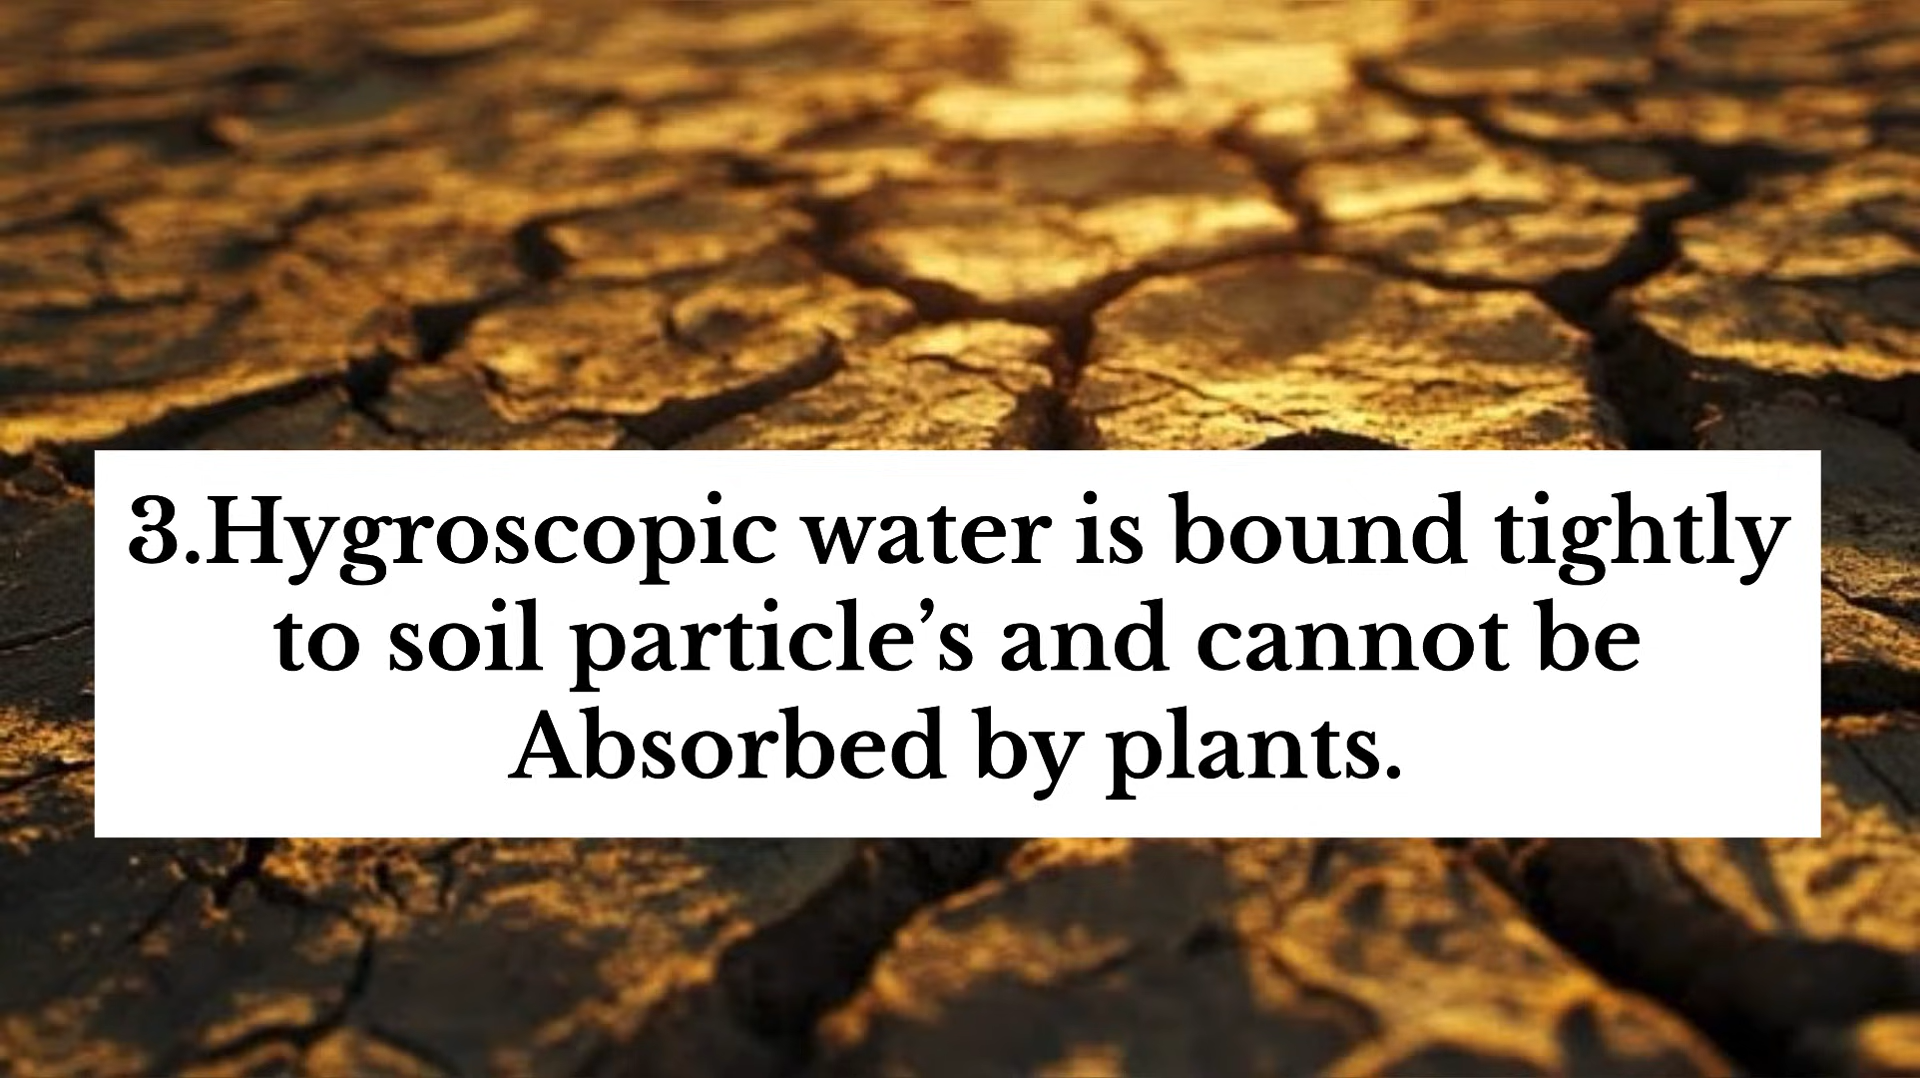 3.Hygroscopic water is bound tightly
to soil particle’s and cannot be
Absorbed by plants.